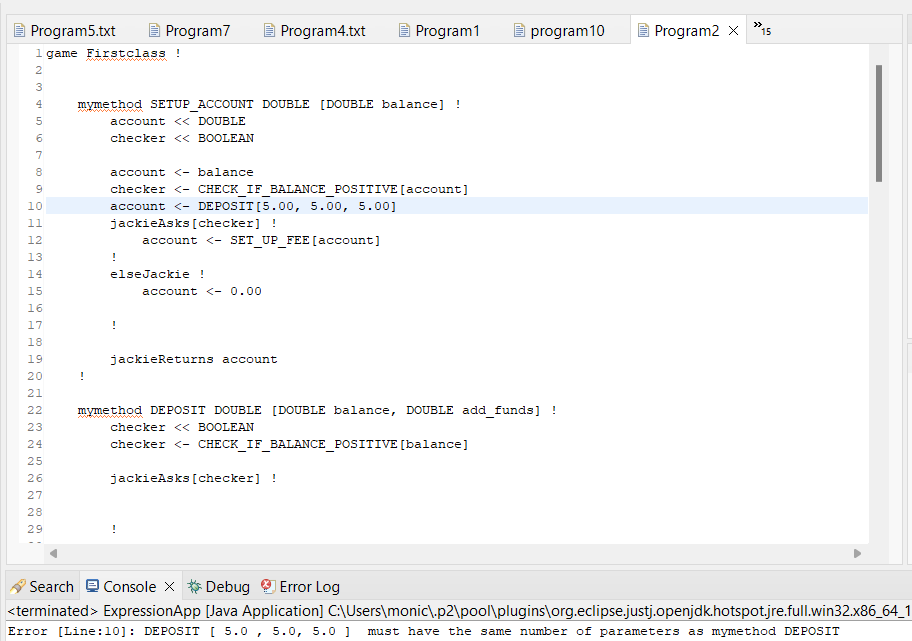 Program5.txt Program7 Program4.txt Program1 program10 Program2 15
1 game Firstclass !
2
3
4 mymethod SETUP_ACCOUNT DOUBLE [DOUBLE balance] !
5 account << DOUBLE
6 checker << BOOLEAN
7
8 account <- balance
9 checker <- CHECK_IF_BALANCE_POSITIVE[account]
10 account <- DEPOSIT[5.00, 5.00, 5.00]
11 jackieAsks[checker] !
12 account <- SET_UP_FEE[account]
13 !
14 elseJackie !
15 account <- 0.00
16
17 !
18
19 jackieReturns account
20 !
21
22 mymethod DEPOSIT DOUBLE [DOUBLE balance, DOUBLE add_funds] !
23 checker << BOOLEAN
24 checker <- CHECK_IF_BALANCE_POSITIVE[balance]
25
26 jackieAsks[checker] !
27
28
29 !
Search Console Debug Error Log
<terminated> ExpressionApp [Java Application] C:\Users\monic\.p2\pool\plugins\org.eclipse.justj.openjdk.hotspot.jre.full.win32.x86_64_1
Error [Line:10]: DEPOSIT [ 5.0 , 5.0, 5.0 ] must have the same number of parameters as mymethod DEPOSIT